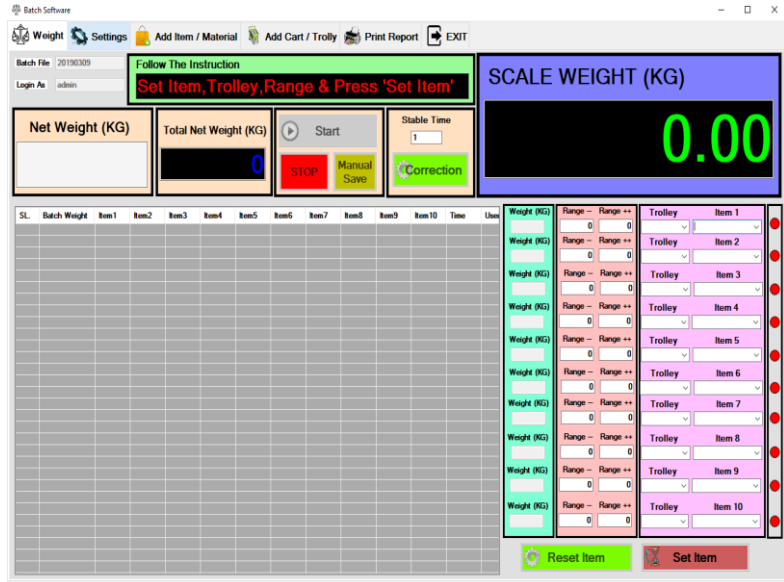 Batch Software
Weight Settings Add Item / Material Add Cart / Trolly Print Report EXIT
Batch File 20190309
Login As admin
Follow The Instruction
Set Item,Trolley,Range & Press 'Set Item'
SCALE WEIGHT (KG)
0.00
Net Weight (KG)
Total Net Weight (KG)
0
Start
STOP
Manual Save
Stable Time
1
Correction
SL. Batch Weight Item1 Item2 Item3 Item4 Item5 Item6 Item7 Item8 Item9 Item10 Time User
Weight (KG) Range -- Range ++ Trolley Item 1
0 0
Weight (KG) Range -- Range ++ Trolley Item 2
0 0
Weight (KG) Range -- Range ++ Trolley Item 3
0 0
Weight (KG) Range -- Range ++ Trolley Item 4
0 0
Weight (KG) Range -- Range ++ Trolley Item 5
0 0
Weight (KG) Range -- Range ++ Trolley Item 6
0 0
Weight (KG) Range -- Range ++ Trolley Item 7
0 0
Weight (KG) Range -- Range ++ Trolley Item 8
0 0
Weight (KG) Range -- Range ++ Trolley Item 9
0 0
Weight (KG) Range -- Range ++ Trolley Item 10
0 0
Reset Item Set Item